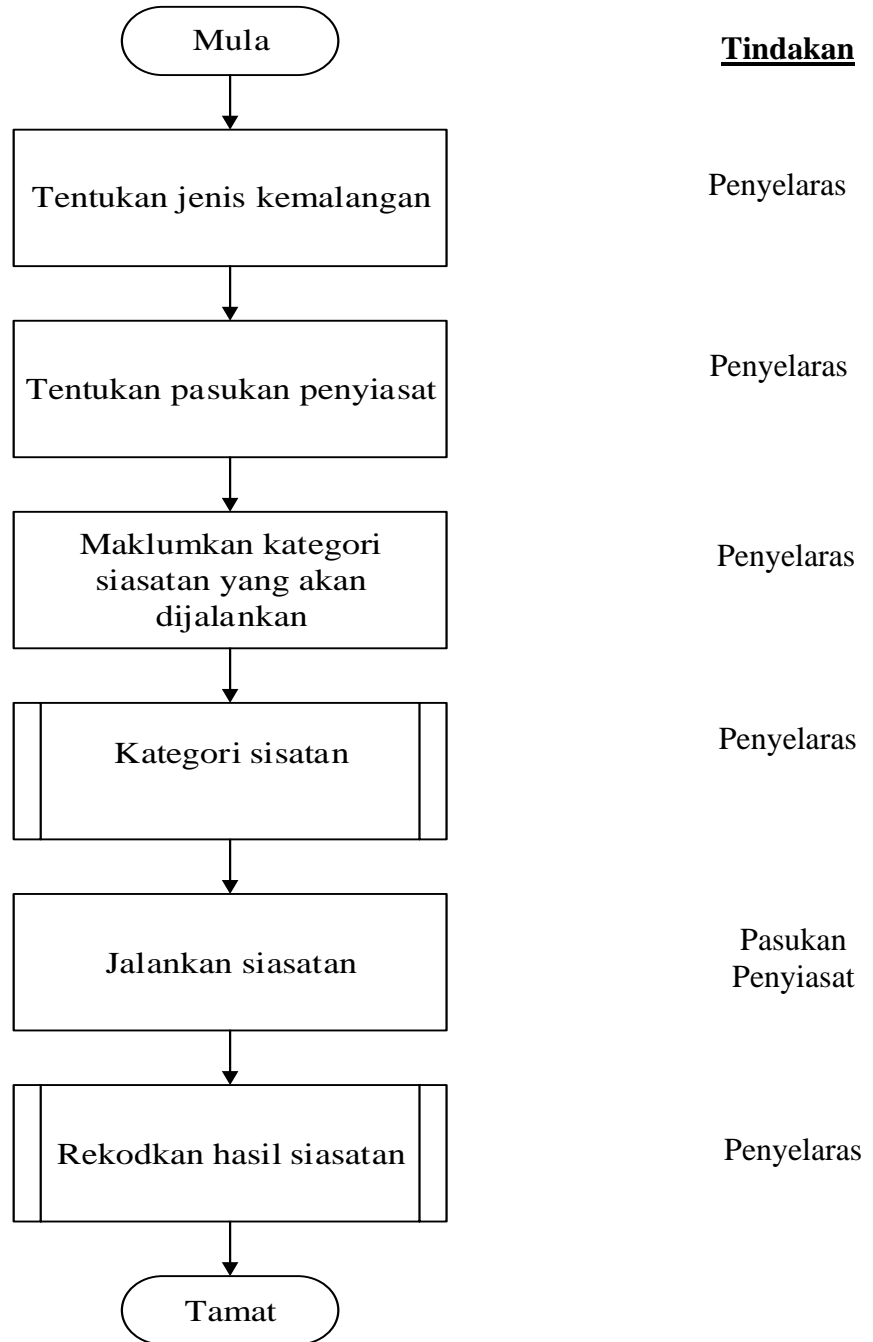 Mula
Tindakan
Tentukan jenis kemalangan
Penyelaras
Tentukan pasukan penyiasat
Penyelaras
Maklumkan kategori
siasatan yang akan
dijalankan
Penyelaras
Kategori sisatan
Penyelaras
Jalankan siasatan
Pasukan
Penyiasat
Rekodkan hasil siasatan
Penyelaras
Tamat